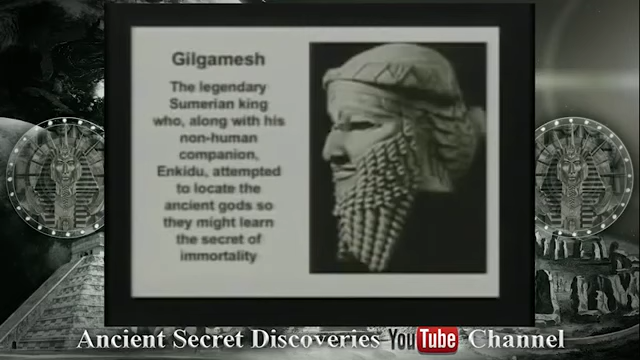 Gilgamesh
The legendary
Sumerian king
who, along with his
non-human
companion,
Enkidu, attempted
to locate the
ancient gods so
they might learn
the secret of
immortality
Ancient Secret Discoveries YouTube Channel